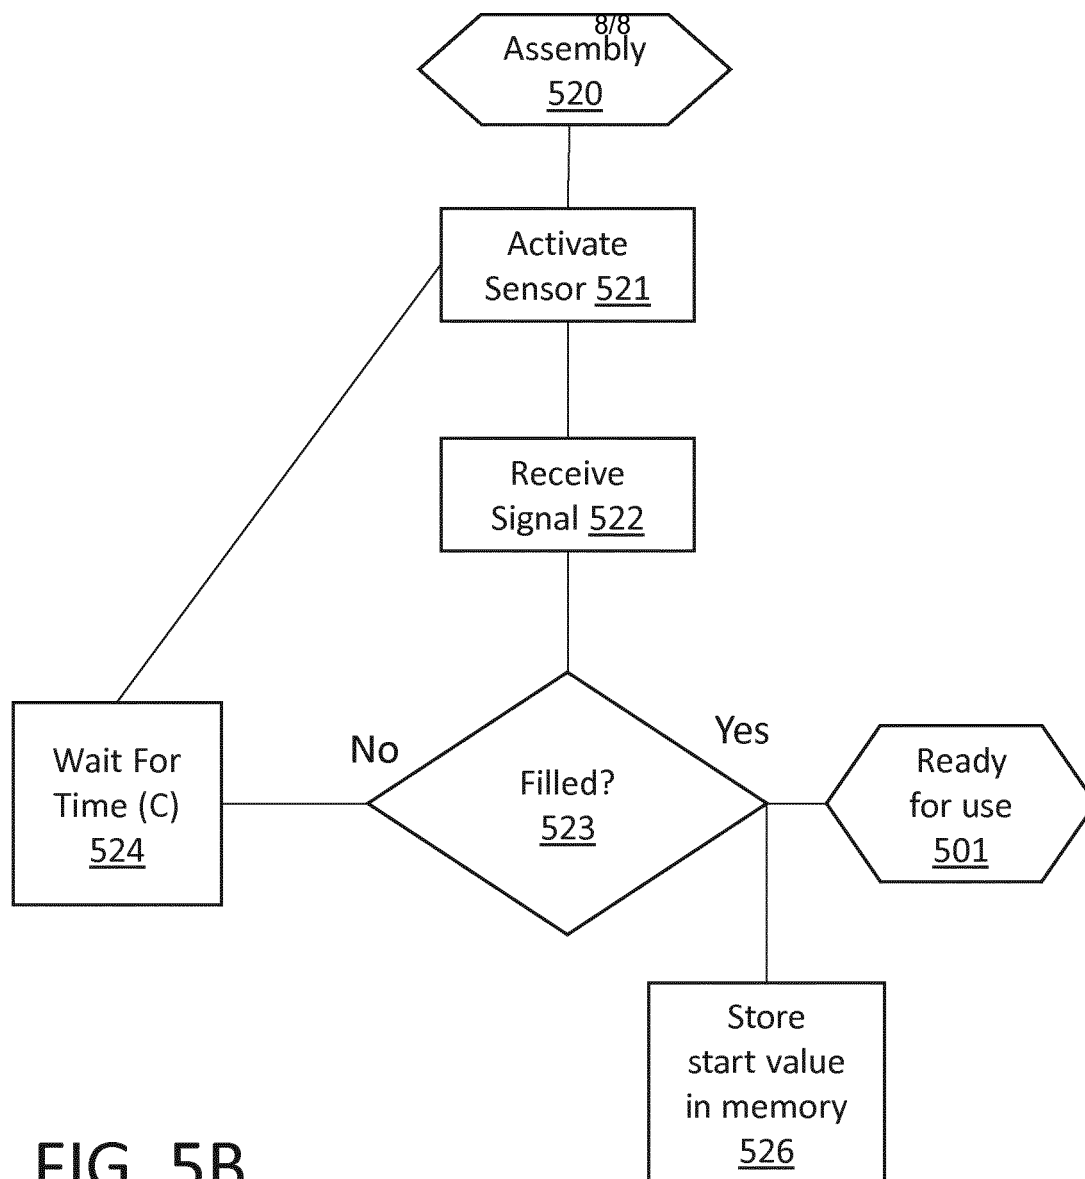 8/8
Assembly
520
Activate
Sensor 521
Receive
Signal 522
No
Yes
Wait For
Time (C)
524
Filled?
523
Ready
for use
501
Store
start value
in memory
526
FIG. 5B